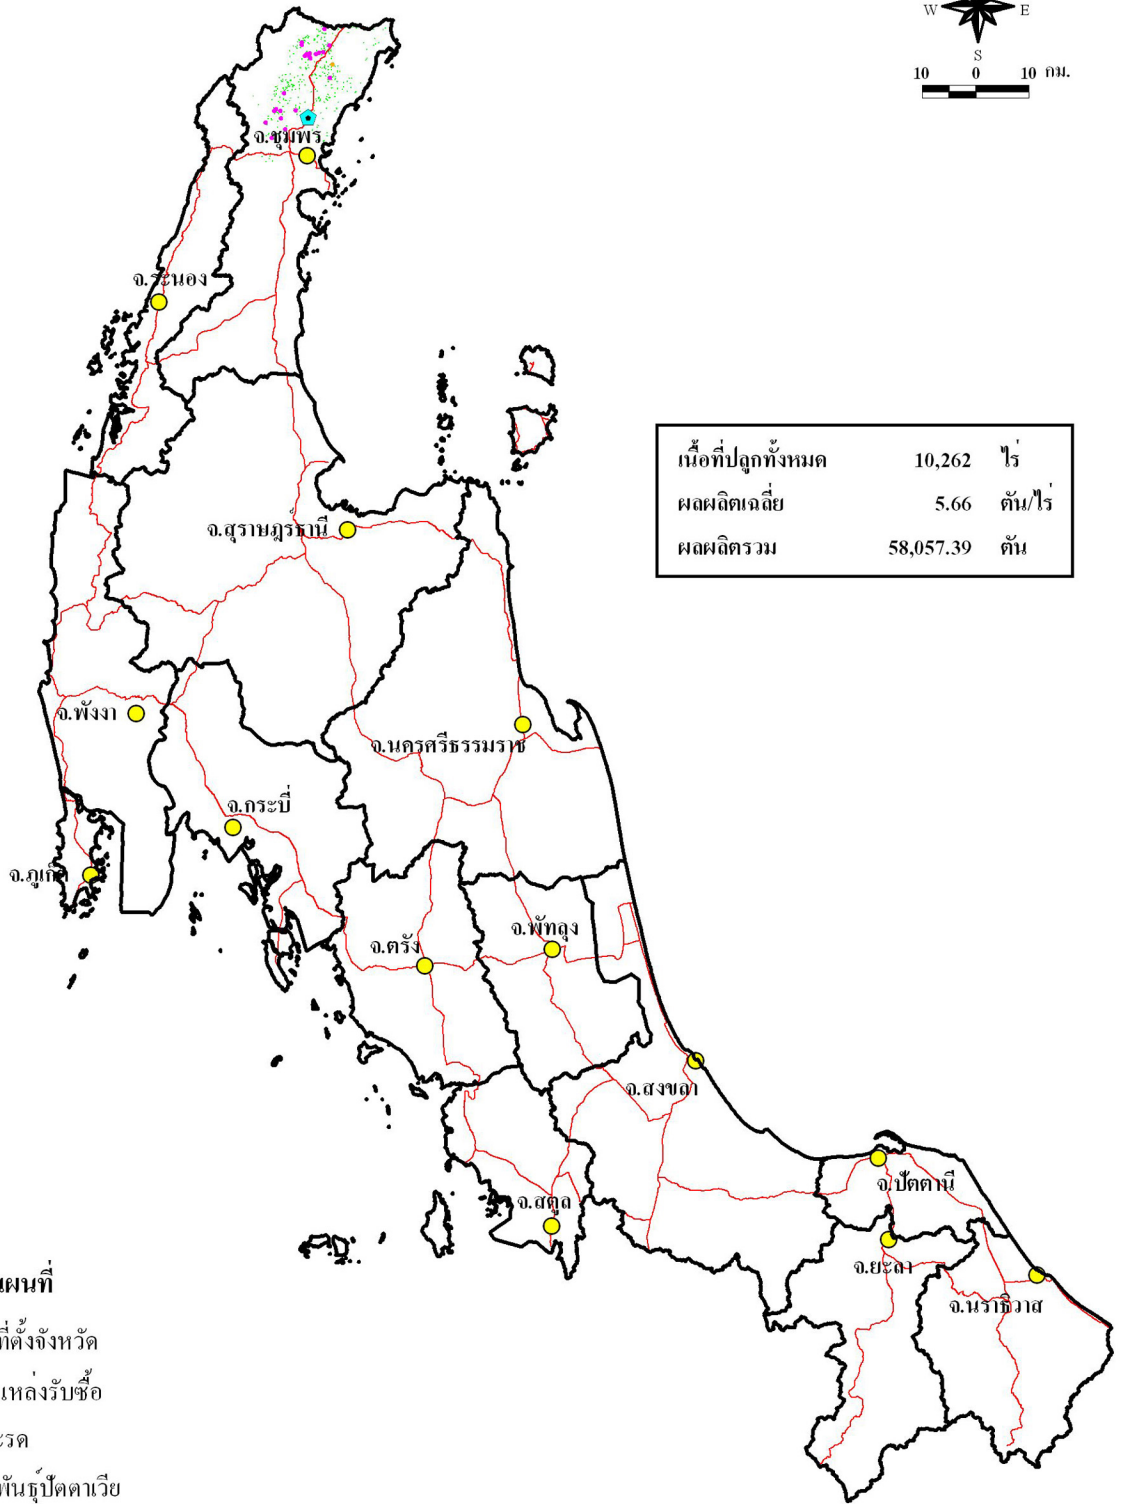 W E
S
10 0 10 กม.
จ.ชุมพร
จ.ระนอง
เนื้อที่ปลูกทั้งหมด 10,262 ไร่
ผลผลิตเฉลี่ย 5.66 ตัน/ไร่
ผลผลิตรวม 58,057.39 ตัน
จ.สุราษฎร์ธานี
จ.พังงา
จ.นครศรีธรรมราช
จ.กระบี่
จ.ภูเก็ต
จ.พัทลุง
จ.ตรัง
จ.สงขลา
จ.ปัตตานี
จ.สตูล
จ.ยะลา
จ.นราธิวาส
แผนที่
ที่ตั้งจังหวัด
แหล่งรับซื้อ
ะรด
พันธุ์ปัตตาเวีย